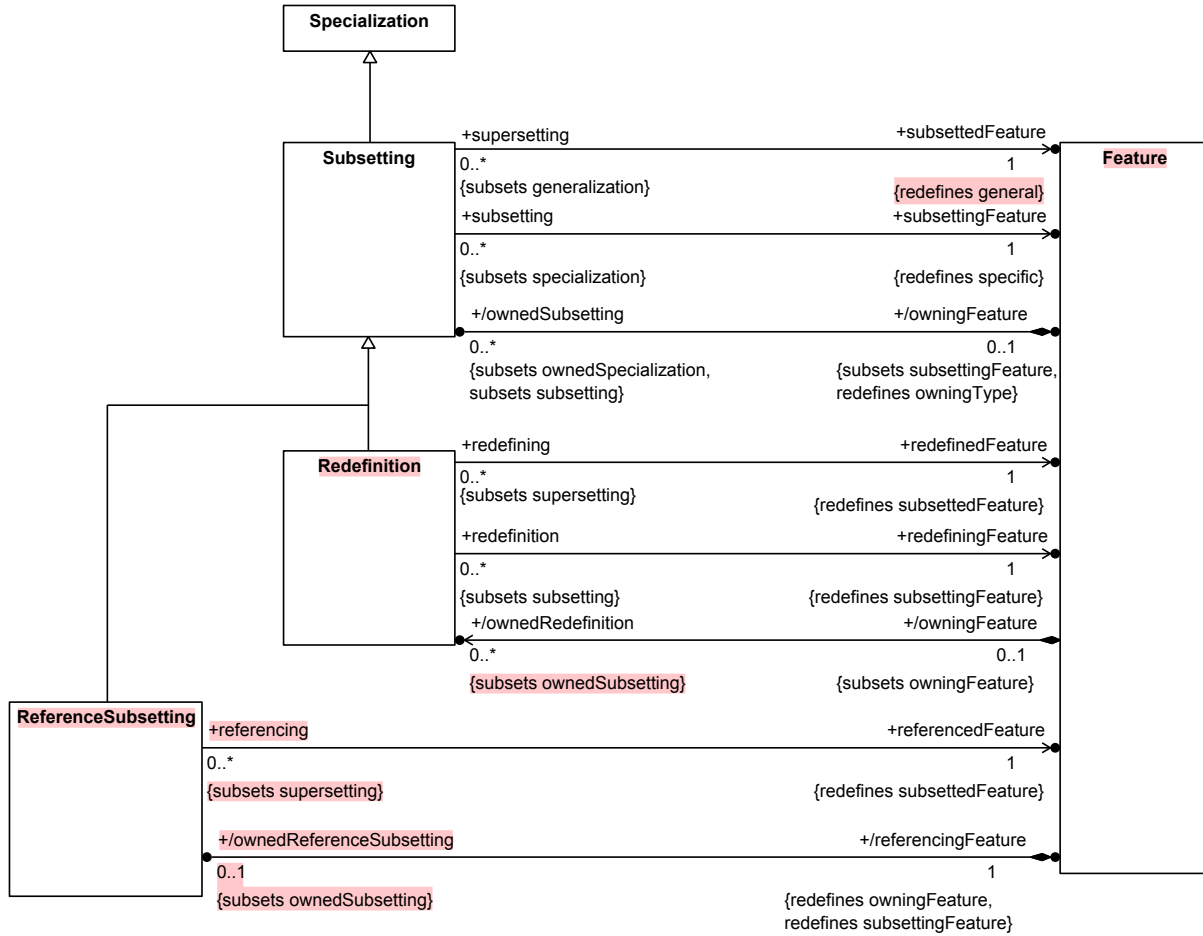 Specialization
Subsetting
Feature
+supersetting
+subsettedFeature
0..*
1
{subsets generalization}
{redefines general}
+subsetting
+subsettingFeature
0..*
1
{subsets specialization}
{redefines specific}
+/ownedSubsetting
+/owningFeature
0..*
0..1
{subsets ownedSpecialization,
subsets subsetting}
{subsets subsettingFeature,
redefines owningType}
Redefinition
+redefining
+redefinedFeature
0..*
1
{subsets supersetting}
{redefines subsettedFeature}
+redefinition
+redefiningFeature
0..*
1
{subsets subsetting}
{redefines subsettingFeature}
+/ownedRedefinition
+/owningFeature
0..*
0..1
{subsets ownedSubsetting}
{subsets owningFeature}
ReferenceSubsetting
+referencing
+referencedFeature
0..*
1
{subsets supersetting}
{redefines subsettedFeature}
+/ownedReferenceSubsetting
+/referencingFeature
0..1
1
{subsets ownedSubsetting}
{redefines owningFeature,
redefines subsettingFeature}